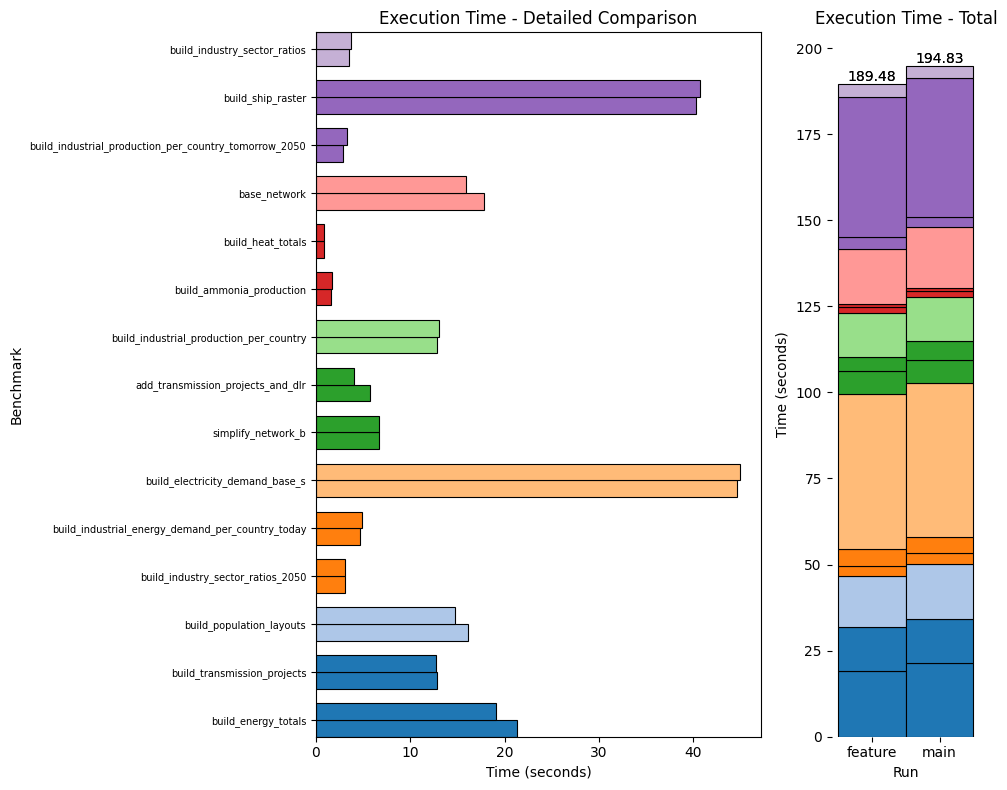 Execution Time - Detailed Comparison
Benchmark
build_industry_sector_ratios
build_ship_raster
build_industrial_production_per_country_tomorrow_2050
base_network
build_heat_totals
build_ammonia_production
build_industrial_production_per_country
add_transmission_projects_and_dlr
simplify_network_b
build_electricity_demand_base_s
build_industrial_energy_demand_per_country_today
build_industry_sector_ratios_2050
build_population_layouts
build_transmission_projects
build_energy_totals
0 10 20 30 40
Time (seconds)
Execution Time - Total
Time (seconds)
200
175
150
125
100
75
50
25
0
189.48
194.83
feature main
Run